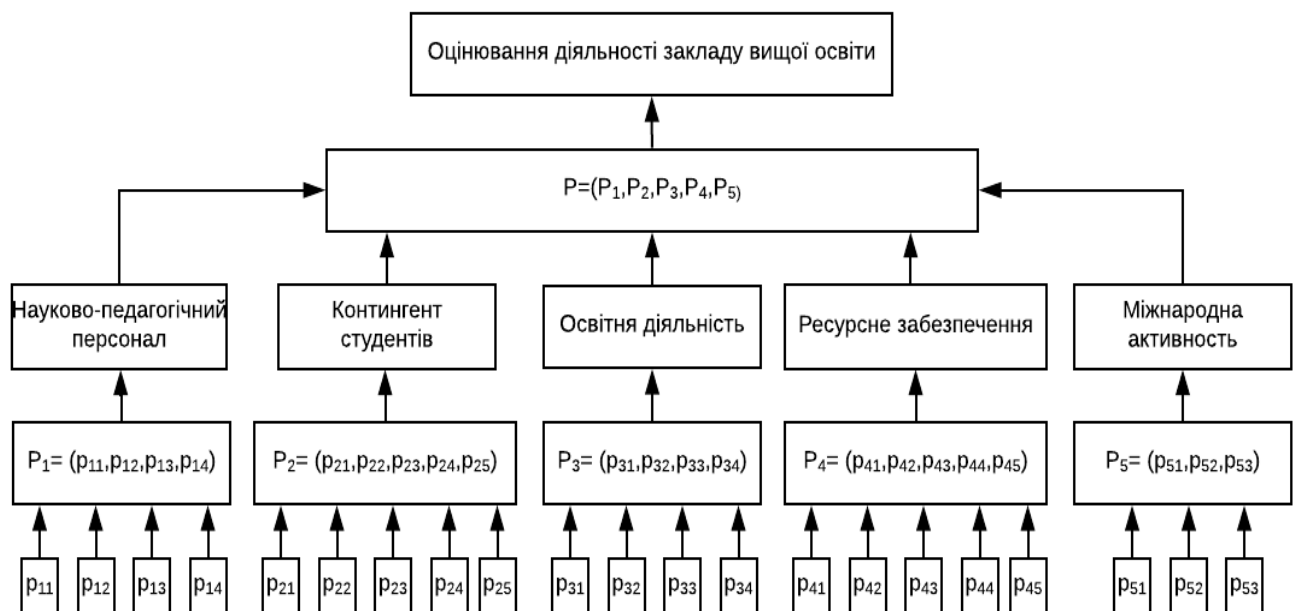 Оцінювання діяльності закладу вищої освіти
P=(P₁,P₂,P₃,P₄,P₅)
Науково-педагогічний
персонал
Контингент
студентів
Освітня діяльність
Ресурсне забезпечення
Міжнародна
активность
P₁= (p₁₁,p₁₂,p₁₃,p₁₄)
P₂= (p₂₁,p₂₂,p₂₃,p₂₄,p₂₅)
P₃= (p₃₁,p₃₂,p₃₃,p₃₄)
P₄= (p₄₁,p₄₂,p₄₃,p₄₄,p₄₅)
P₅= (p₅₁,p₅₂,p₅₃)
p₁₁ p₁₂ p₁₃ p₁₄ p₂₁ p₂₂ p₂₃ p₂₄ p₂₅ p₃₁ p₃₂ p₃₃ p₃₄ p₄₁ p₄₂ p₄₃ p₄₄ p₄₅ p₅₁ p₅₂ p₅₃